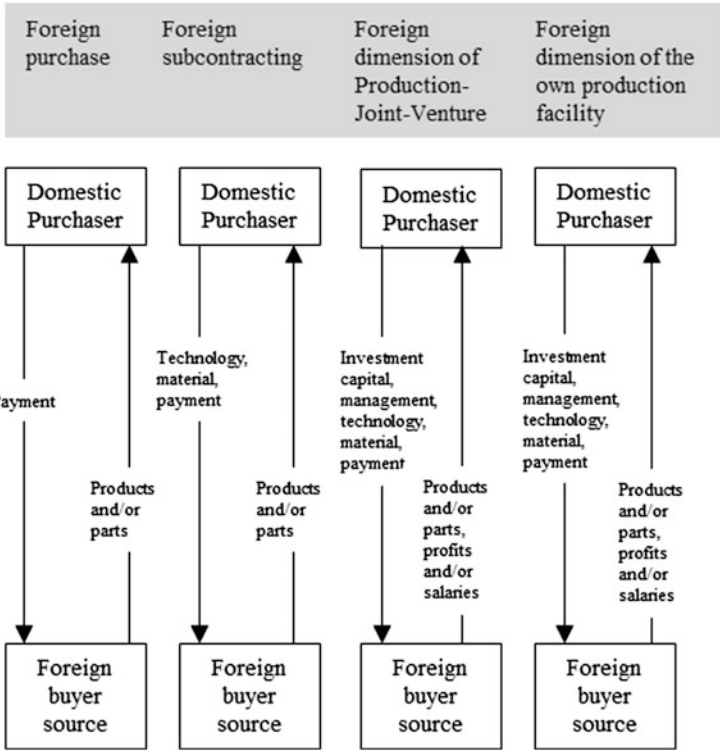 Foreign
purchase
Foreign
subcontracting
Foreign
dimension of
Production-
Joint-Venture
Foreign
dimension of the
own production
facility
Domestic
Purchaser
Domestic
Purchaser
Domestic
Purchaser
Domestic
Purchaser
ayment
Products
and/or
parts
Technology,
material,
payment
Products
and/or
parts
Investment
capital,
management,
technology,
material,
payment
Products
and/or
parts,
profits
and/or
salaries
Investment
capital,
management,
technology,
material,
payment
Products
and/or
parts,
profits
and/or
salaries
Foreign
buyer
source
Foreign
buyer
source
Foreign
buyer
source
Foreign
buyer
source